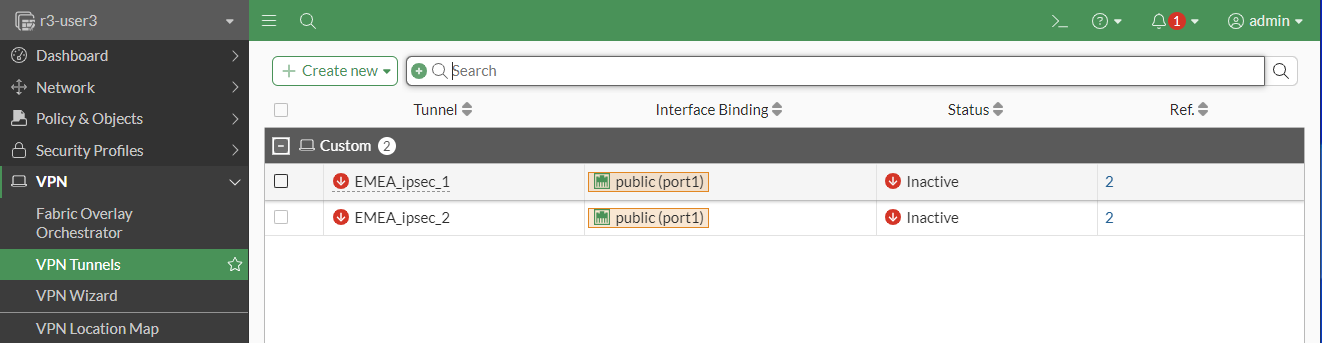 r3-user3
1
admin
Dashboard
Network
Policy & Objects
Security Profiles
VPN
Fabric Overlay
Orchestrator
VPN Tunnels
VPN Wizard
VPN Location Map
Create new
Search
Tunnel Interface Binding Status Ref.
Custom 2
EMEA_ipsec_1 public (port1) Inactive 2
EMEA_ipsec_2 public (port1) Inactive 2